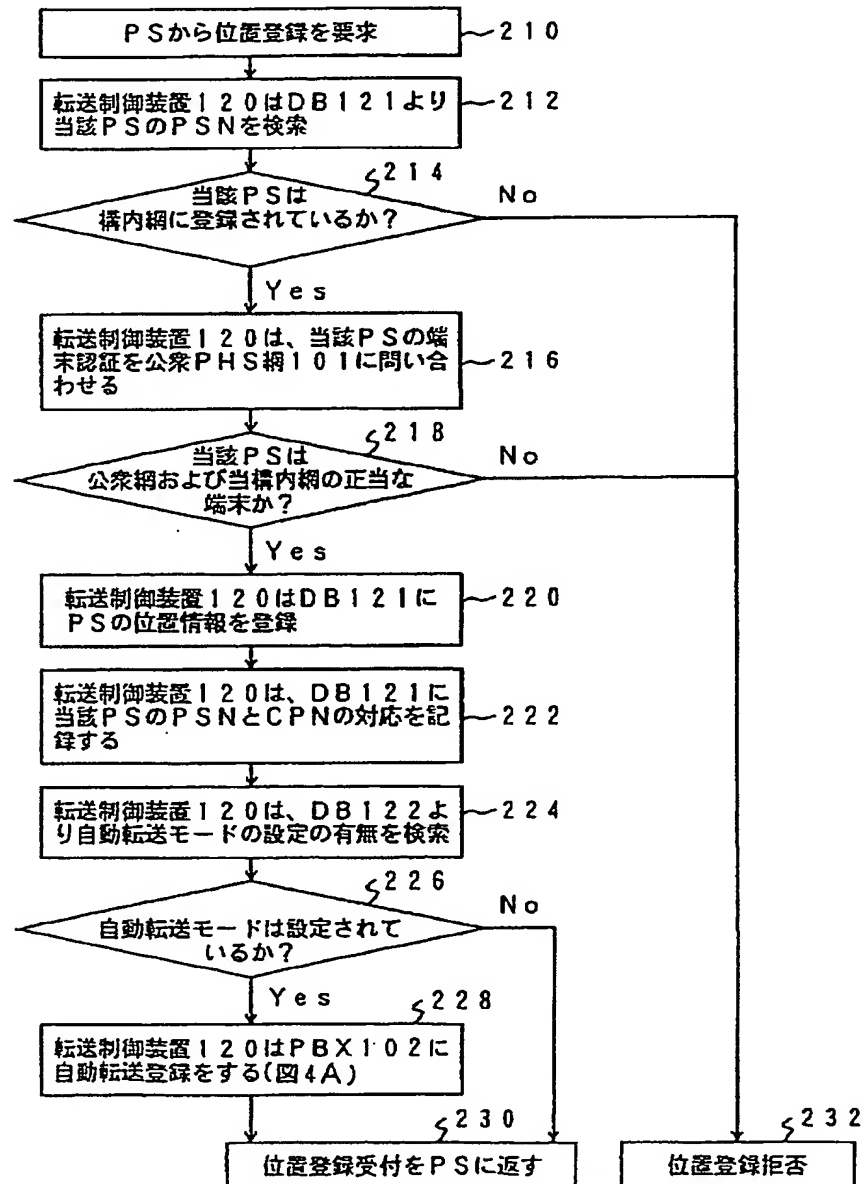 PSから位置登録を要求
210
転送制御装置120はDB121より
当該PSのPSNを検索
212
214
当該PSは
構内網に登録されているか?
No
Yes
転送制御装置120は、当該PSの端
末認証を公衆PHS網101に問い合
わせる
216
218
当該PSは
公衆網および当構内網の正当な
端末か?
No
Yes
転送制御装置120はDB121に
PSの位置情報を登録
220
転送制御装置120は、DB121に
当該PSのPSNとCPNの対応を記
録する
222
転送制御装置120は、DB122よ
り自動転送モードの設定の有無を検索
224
226
自動転送モードは設定されて
いるか?
No
Yes
228
転送制御装置120はPBX102に
自動転送登録をする(図4A)
230
位置登録受付をPSに返す
232
位置登録拒否